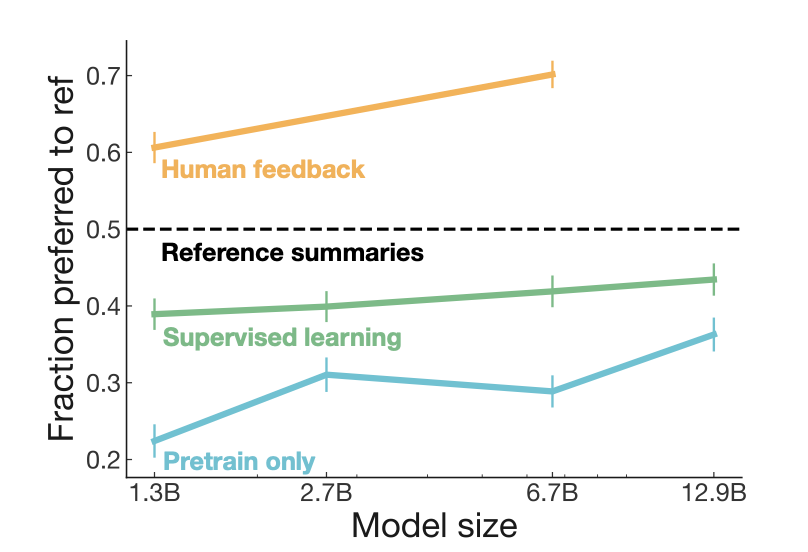 Fraction preferred to ref
0.7
0.6
0.5
0.4
0.3
0.2
Human feedback
Reference summaries
Supervised learning
Pretrain only
1.3B 2.7B 6.7B 12.9B
Model size